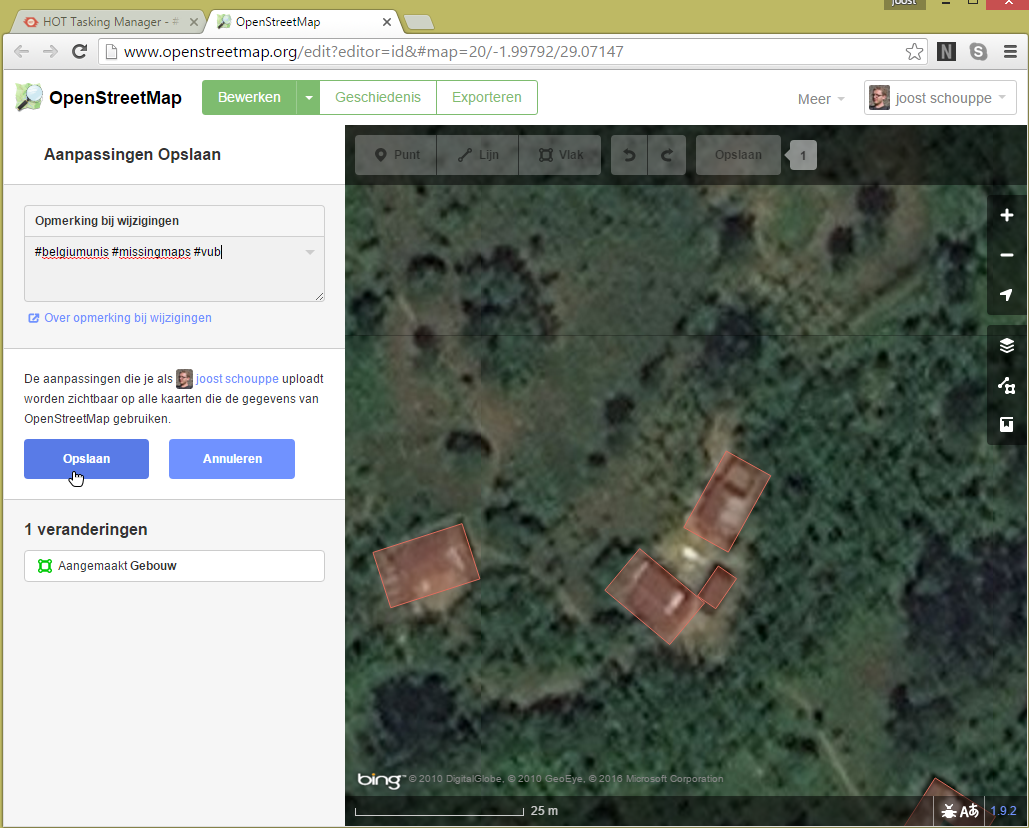 joost
HOT Tasking Manager - #
OpenStreetMap
www.openstreetmap.org/edit?editor=id&#map=20/-1.99792/29.07147
OpenStreetMap
Bewerken
Geschiedenis
Exporteren
Meer
joost schouppe
Aanpassingen Opslaan
Punt
Lijn
Vlak
Opslaan
1
Opmerking bij wijzigingen
#belgiumunis #missingmaps #vub
Over opmerking bij wijzigingen
De aanpassingen die je als joost schouppe uploadt
worden zichtbaar op alle kaarten die de gegevens van
OpenStreetMap gebruiken.
Opslaan
Annuleren
1 veranderingen
Aangemaakt Gebouw
bing™ © 2010 DigitalGlobe, © 2010 GeoEye, © 2016 Microsoft Corporation
25 m
1.9.2